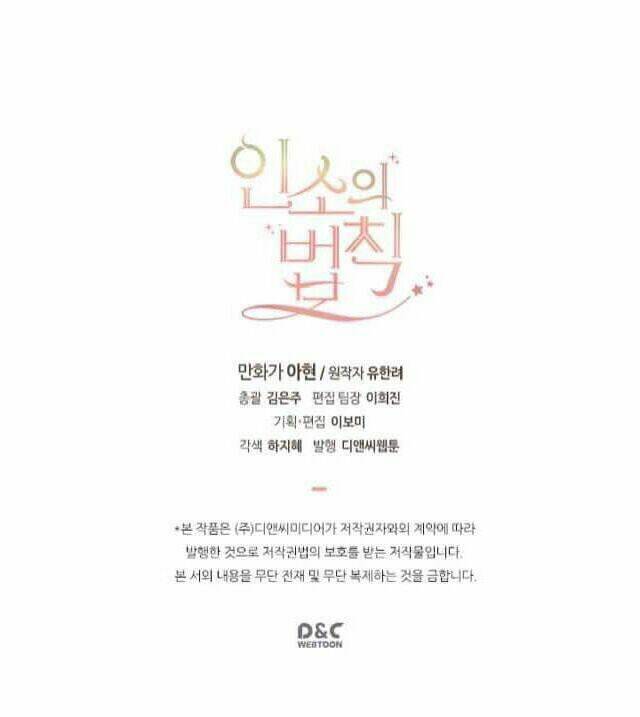 인소의
법칙
만화가 아현 / 원작자 유한려
총괄 김은주 편집 팀장 이희진
기획·편집 이보미
각색 하지혜 발행 디앤씨웹툰
*본 작품은 (주)디앤씨미디어가 저작권자와의 계약에 따라
발행한 것으로 저작권법의 보호를 받는 저작물입니다.
본 서의 내용을 무단 전재 및 무단 복제하는 것을 금합니다.
D&C
WEBTOON